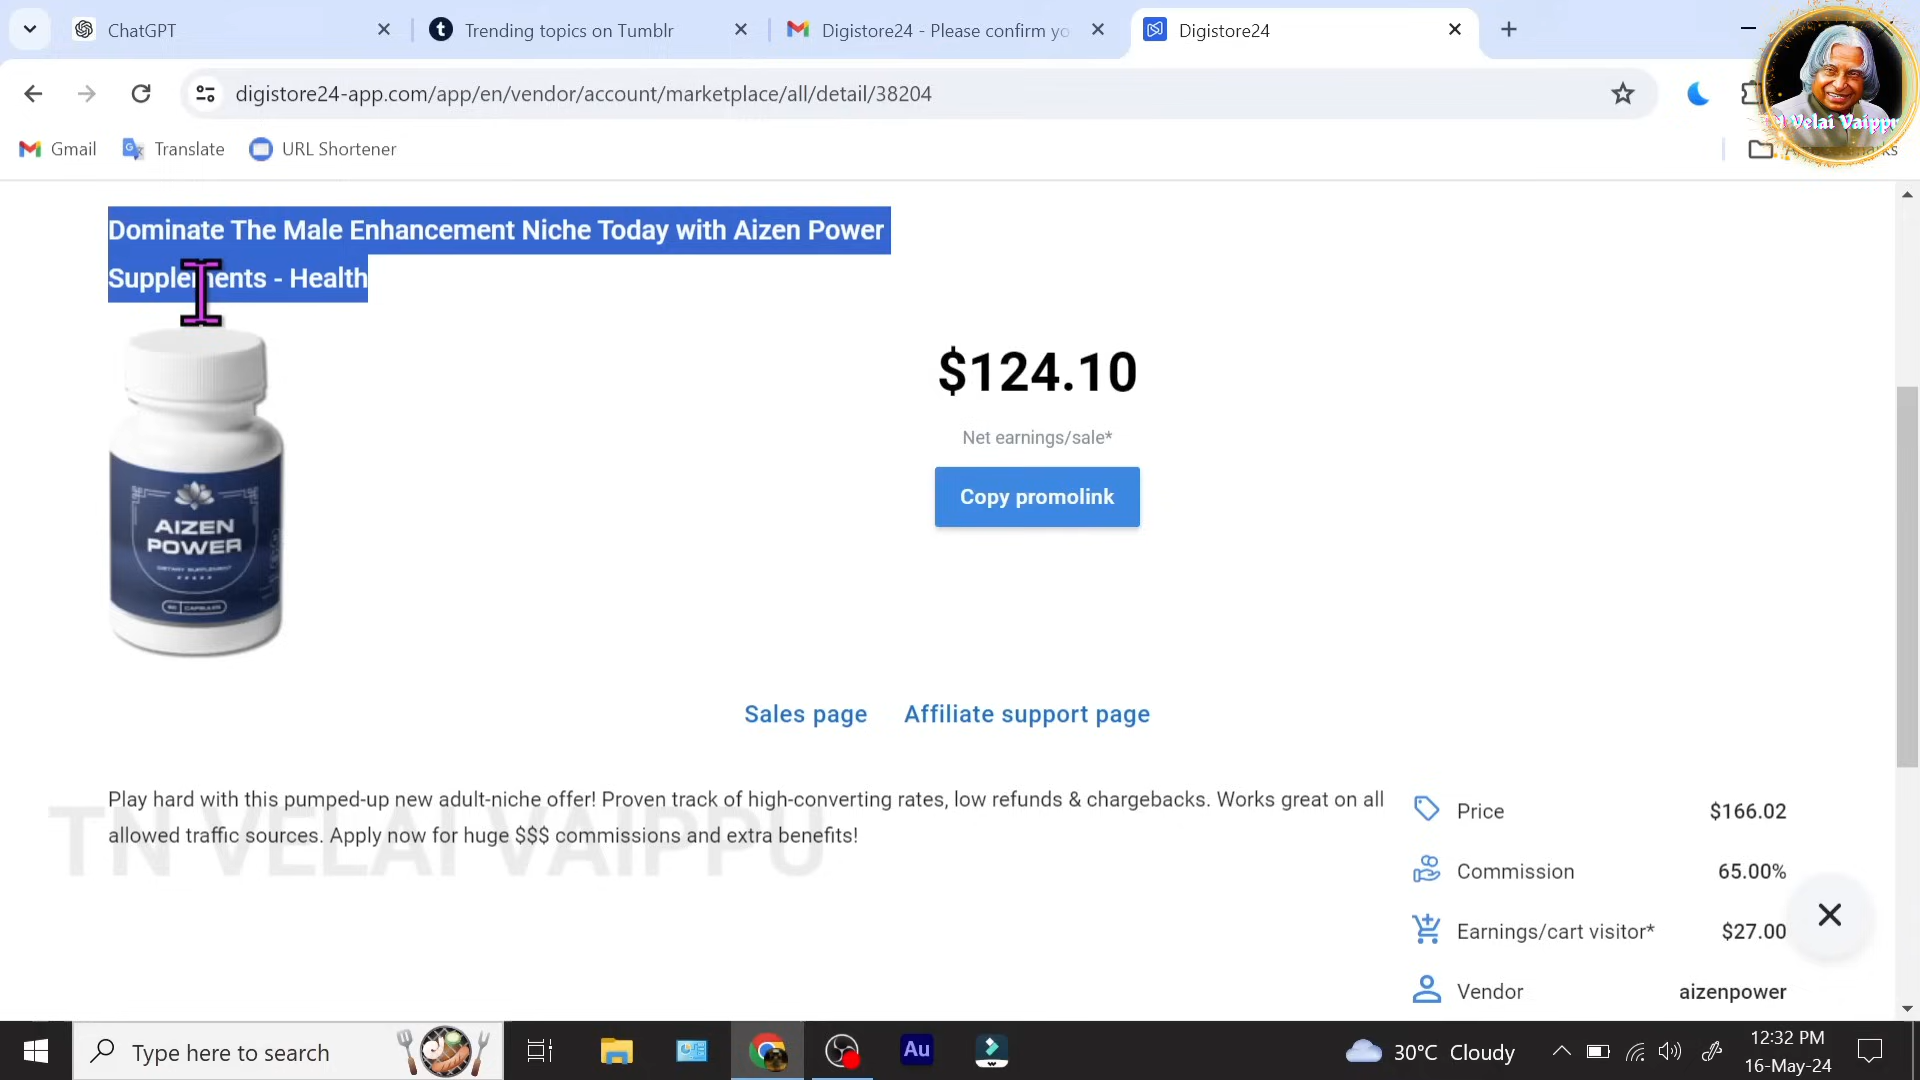 ChatGPT
Trending topics on Tumblr
Digistore24 - Please confirm yo
Digistore24
digistore24-app.com/app/en/vendor/account/marketplace/all/detail/38204
Velai Vaippu
Gmail
Translate
URL Shortener
Dominate The Male Enhancement Niche Today with Aizen Power
Supplements - Health
$124.10
Net earnings/sale*
Copy promolink
AIZEN
POWER
DIETARY SUPPLEMENT
CAPSULES
Sales page
Affiliate support page
Play hard with this pumped-up new adult-niche offer! Proven track of high-converting rates, low refunds & chargebacks. Works great on all
allowed traffic sources. Apply now for huge $$$ commissions and extra benefits!
TN VELAI VAIPPU
Price $166.02
Commission 65.00%
Earnings/cart visitor* $27.00
Vendor aizenpower
Type here to search
Au
30°C Cloudy
12:32 PM
16-May-24